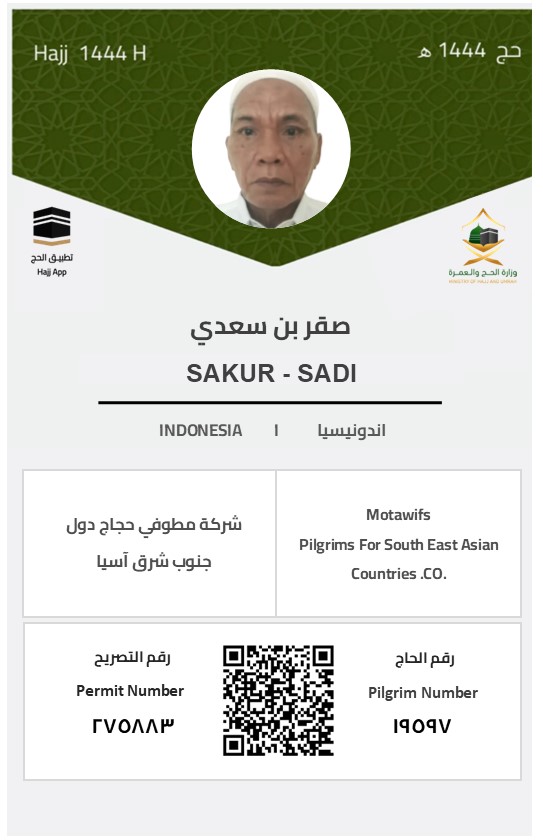 Hajj 1444 H
حج 1444 هـ
تطبيق الحج
Hajj App
وزارة الحج والعمرة
MINISTRY OF HAJJ AND UMRAH
صقر بن سعدي
SAKUR - SADI
INDONESIA | اندونيسيا
شركة مطوفي حجاج دول
جنوب شرق آسيا
Motawifs
Pilgrims For South East Asian
Countries .CO.
رقم التصريح
Permit Number
٢٧٥٨٨٣
رقم الحاج
Pilgrim Number
١٩٥٩٧